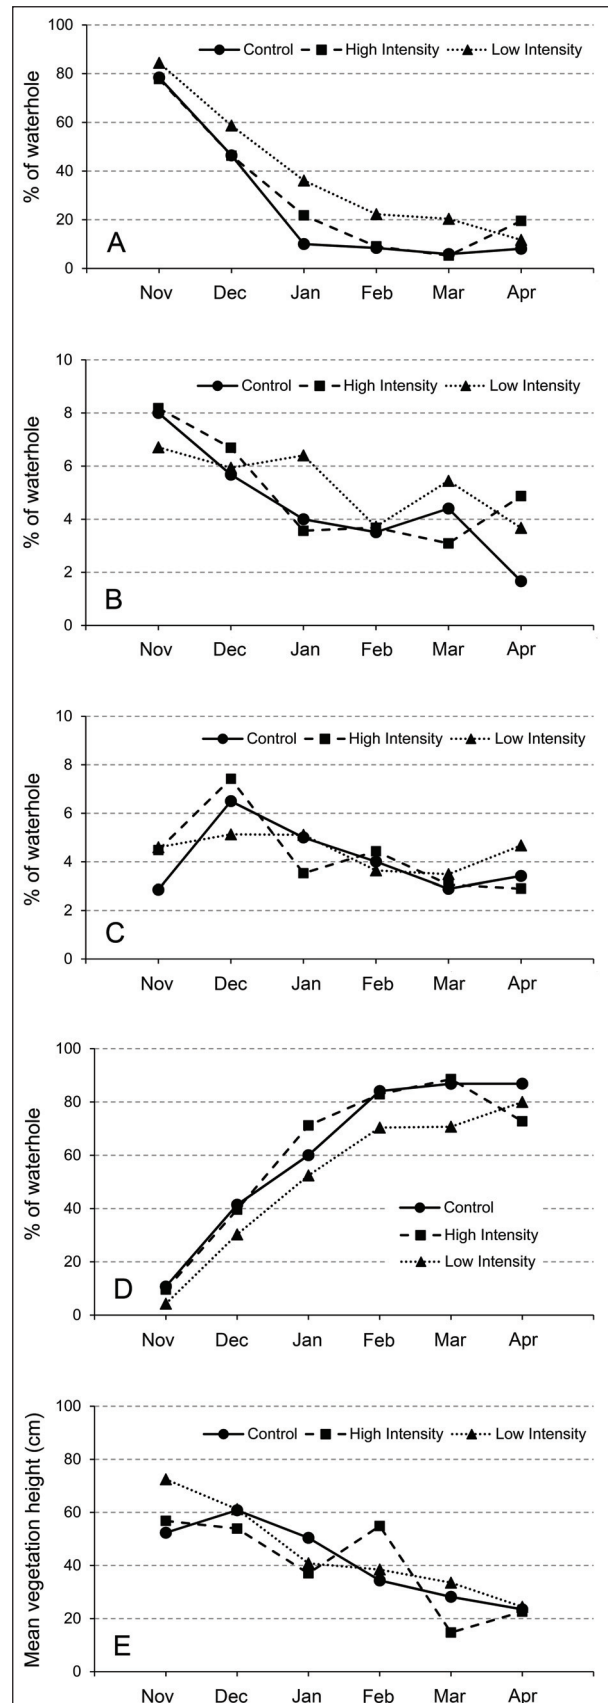 % of waterhole
100
80
60
40
20
0
Control High Intensity Low Intensity
A
Nov Dec Jan Feb Mar Apr
% of waterhole
10
8
6
4
2
0
Control High Intensity Low Intensity
B
Nov Dec Jan Feb Mar Apr
% of waterhole
10
8
6
4
2
0
Control High Intensity Low Intensity
C
Nov Dec Jan Feb Mar Apr
% of waterhole
100
80
60
40
20
0
Control
High Intensity
Low Intensity
D
Nov Dec Jan Feb Mar Apr
Mean vegetation height (cm)
100
80
60
40
20
0
Control High Intensity Low Intensity
E
Nov Dec Jan Feb Mar Apr